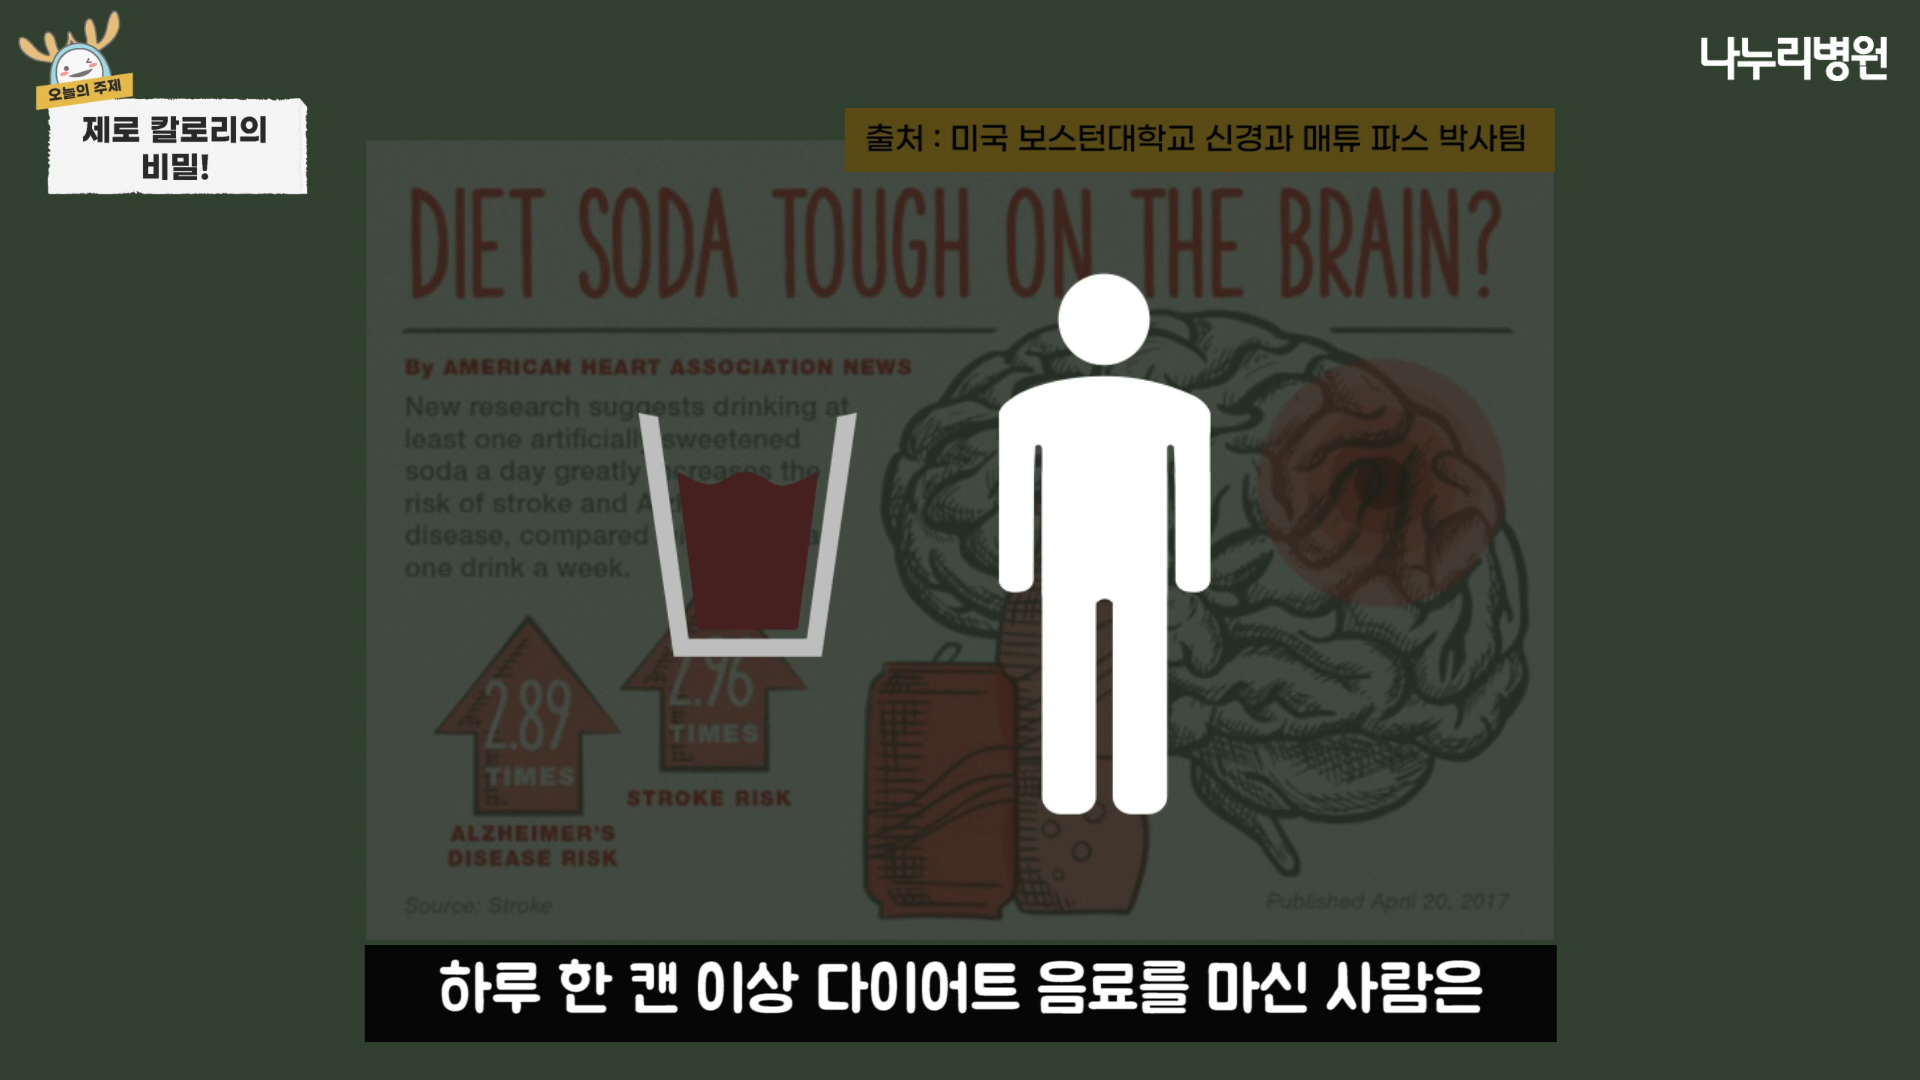 오늘의 주제
제로 칼로리의
비밀!
나누리병원
출처 : 미국 보스턴대학교 신경과 매튜 파스 박사팀
DIET SODA TOUGH ON THE BRAIN?
By AMERICAN HEART ASSOCIATION NEWS
New research suggests drinking at
least one artificially sweetened
soda a day greatly increases the
risk of stroke and
disease, compared
one drink a week.
2.89
TIMES
ALZHEIMER'S
DISEASE RISK
2.96
TIMES
STROKE RISK
Source: Stroke
Published April 20, 2017
하루 한 캔 이상 다이어트 음료를 마신 사람은